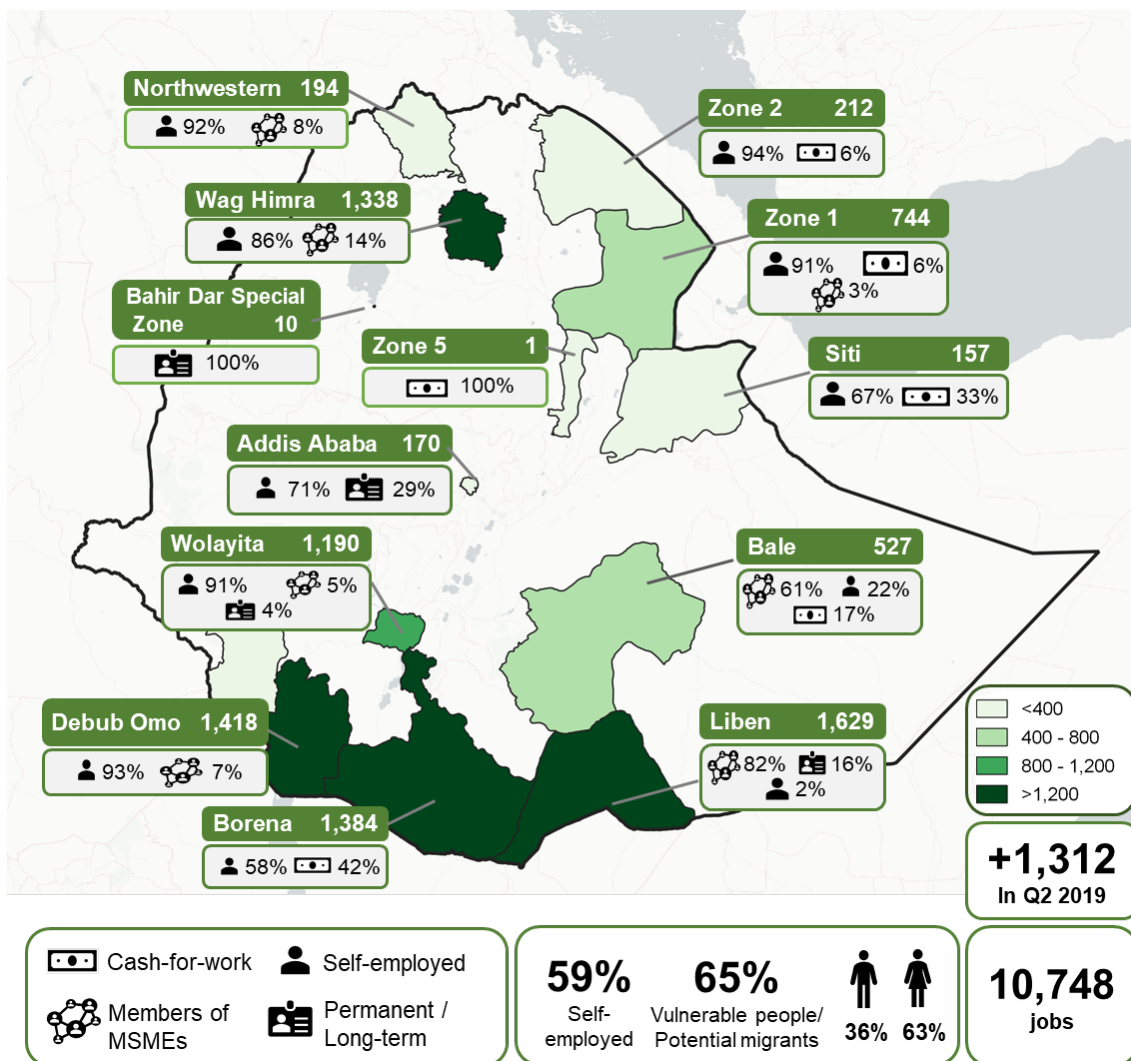 Northwestern 194
92% 8%
Zone 2 212
94% 6%
Wag Himra 1,338
86% 14%
Zone 1 744
91% 6%
3%
Bahir Dar Special
Zone 10
100%
Zone 5 1
100%
Siti 157
67% 33%
Addis Ababa 170
71% 29%
Wolayita 1,190
91% 5%
4%
Bale 527
61% 22%
17%
Debub Omo 1,418
93% 7%
Liben 1,629
82% 16%
2%
Borena 1,384
58% 42%
<400
400 - 800
800 - 1,200
>1,200
+1,312
In Q2 2019
Cash-for-work
Self-employed
Members of
MSMEs
Permanent /
Long-term
59%
Self-
employed
65%
Vulnerable people/
Potential migrants
36% 63%
10,748
jobs